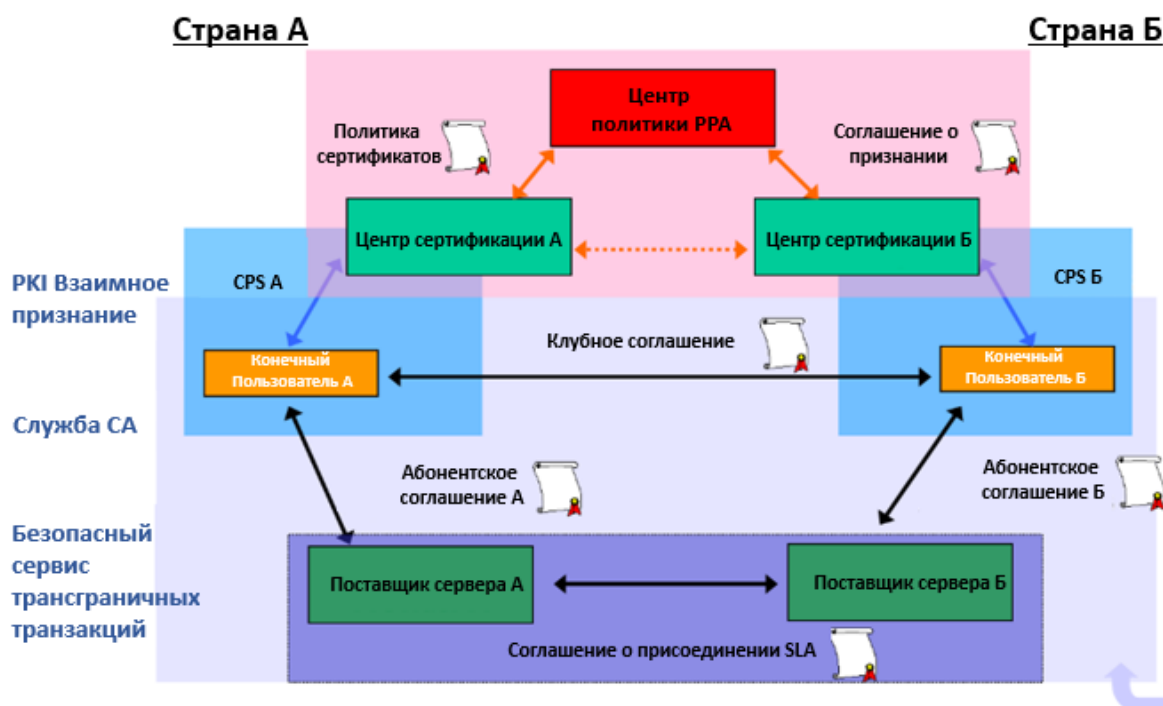 Страна А
Страна Б
Центр
политики PPA
Политика
сертификатов
Соглашение о
признании
Центр сертификации А
Центр сертификации Б
PKI Взаимное
признание
CPS А
CPS Б
Клубное соглашение
Конечный
Пользователь А
Конечный
Пользователь Б
Служба СА
Абонентское
соглашение А
Абонентское
соглашение Б
Безопасный
сервис
трансграничных
транзакций
Поставщик сервера А
Поставщик сервера Б
Соглашение о присоединении SLA